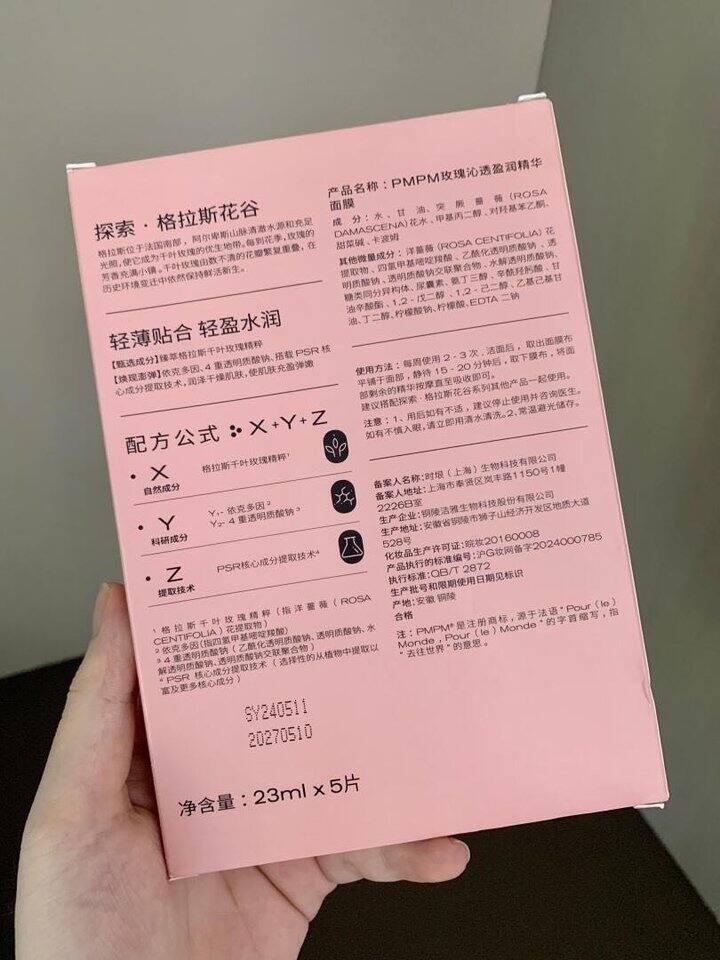 探索·格拉斯花谷
格拉斯位于法国南部，阿尔卑斯山脉清澈水源和充足
光照，使它成为千叶玫瑰的优生地带。每到花季，玫瑰的
芳香充满小镇。千叶玫瑰由数不清的花瓣繁复重叠，在
历史环境变迁中依然保持鲜活新生。
轻薄贴合 轻盈水润
【甄选成分】臻萃格拉斯千叶玫瑰精粹
【焕现澎弹】依克多因、4 重透明质酸钠、搭载 PSR 核
心成分提取技术，润泽干燥肌肤，使肌肤充盈弹嫩
配方公式 X+Y+Z
X 格拉斯千叶玫瑰精粹¹
自然成分
Y Y₁- 依克多因²
Y₂- 4 重透明质酸钠³
科研成分
Z PSR核心成分提取技术⁴
提取技术
¹ 格拉斯千叶玫瑰精粹（指洋蔷薇（ROSA
CENTIFOLIA）花提取物）
² 依克多因(指四氢甲基嘧啶羧酸)
³ 4 重透明质酸钠（乙酰化透明质酸钠、透明质酸钠、水
解透明质酸钠、透明质酸钠交联聚合物）
⁴ PSR 核心成分提取技术（选择性的从植物中提取以
富及更多核心成分）
SY240511
20270510
净含量：23ml x 5片
产品名称：PMPM玫瑰沁透盈润精华
面膜
成分：水、甘油、突厥蔷薇（ROSA
DAMASCENA）花水、甲基丙二醇、对羟基苯乙酮、
甜菜碱、卡波姆
其他微量成分：洋蔷薇（ROSA CENTIFOLIA）花
提取物、四氢甲基嘧啶羧酸、乙酰化透明质酸钠、透
明质酸钠、透明质酸钠交联聚合物、水解透明质酸钠、
糖类同分异构体、尿囊素、氨丁三醇、辛酰羟肟酸、甘
油辛酸酯、1,2-戊二醇、1,2-己二醇、乙基己基甘
油、丁二醇、柠檬酸钠、柠檬酸、EDTA 二钠
使用方法：每周使用 2 - 3 次，洁面后，取出面膜布
平铺于面部，静待 15 - 20 分钟后，取下膜布，将面
部剩余的精华按摩直至吸收即可。
建议搭配探索·格拉斯花谷系列其他产品一起使用。
注意：1、用后如有不适，建议停止使用并咨询医生。
如有不慎入眼，请立即用清水清洗。2、常温避光储存。
备案人名称：时垠（上海）生物科技有限公司
备案人地址：上海市奉贤区岚丰路1150号1幢
2226B室
生产企业：铜陵洁雅生物科技股份有限公司
生产地址：安徽省铜陵市狮子山经济开发区地质大道
528号
化妆品生产许可证：皖妆20160008
产品执行的标准编号：沪G妆网备字2024000785
执行标准：QB/T 2872
生产批号和限期使用日期见标识
产地：安徽 铜陵
合格
注：PMPM®是注册商标，源于法语"Pour（le）
Monde，Pour（le）Monde"的字首缩写，指
"去往世界"的意思。